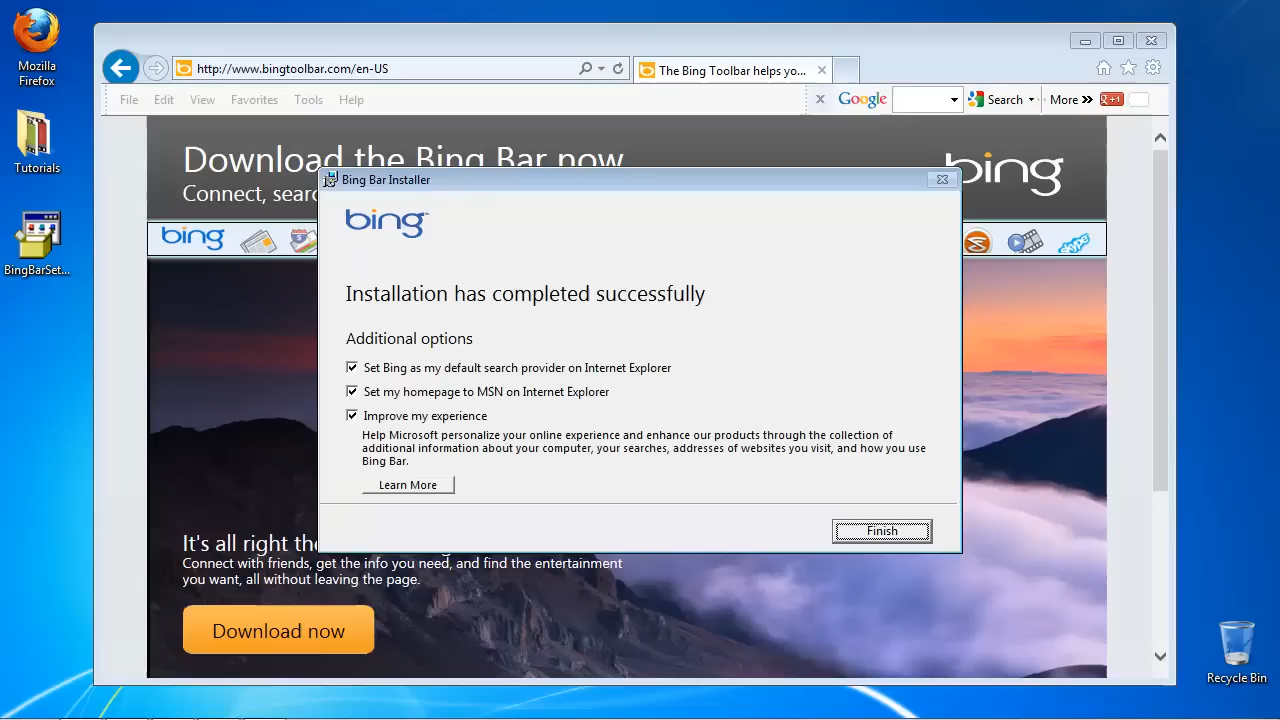 Mozilla
Firefox
Tutorials
BingBarSet...
http://www.bingtoolbar.com/en-US
The Bing Toolbar helps yo...
File Edit View Favorites Tools Help
Google Search More g+1
Download the Bing Bar now
Connect, sear
bing
Bing Bar Installer
bing
bing
skype
Installation has completed successfully
Additional options
Set Bing as my default search provider on Internet Explorer
Set my homepage to MSN on Internet Explorer
Improve my experience
Help Microsoft personalize your online experience and enhance our products through the collection of
additional information about your computer, your searches, addresses of websites you visit, and how you use
Bing Bar.
Learn More
Finish
It's all right the
Connect with friends, get the info you need, and find the entertainment
you want, all without leaving the page.
Download now
Recycle Bin